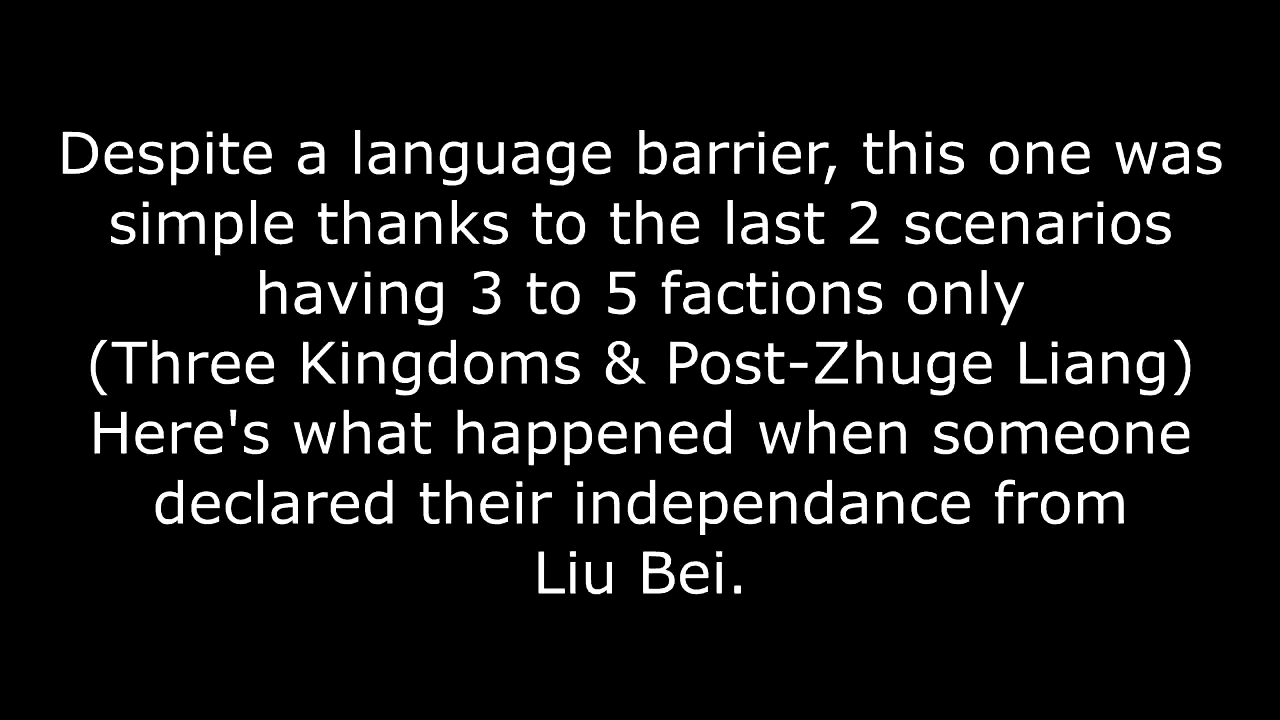 Despite a language barrier, this one was
simple thanks to the last 2 scenarios
having 3 to 5 factions only
(Three Kingdoms & Post-Zhuge Liang)
Here's what happened when someone
declared their independance from
Liu Bei.